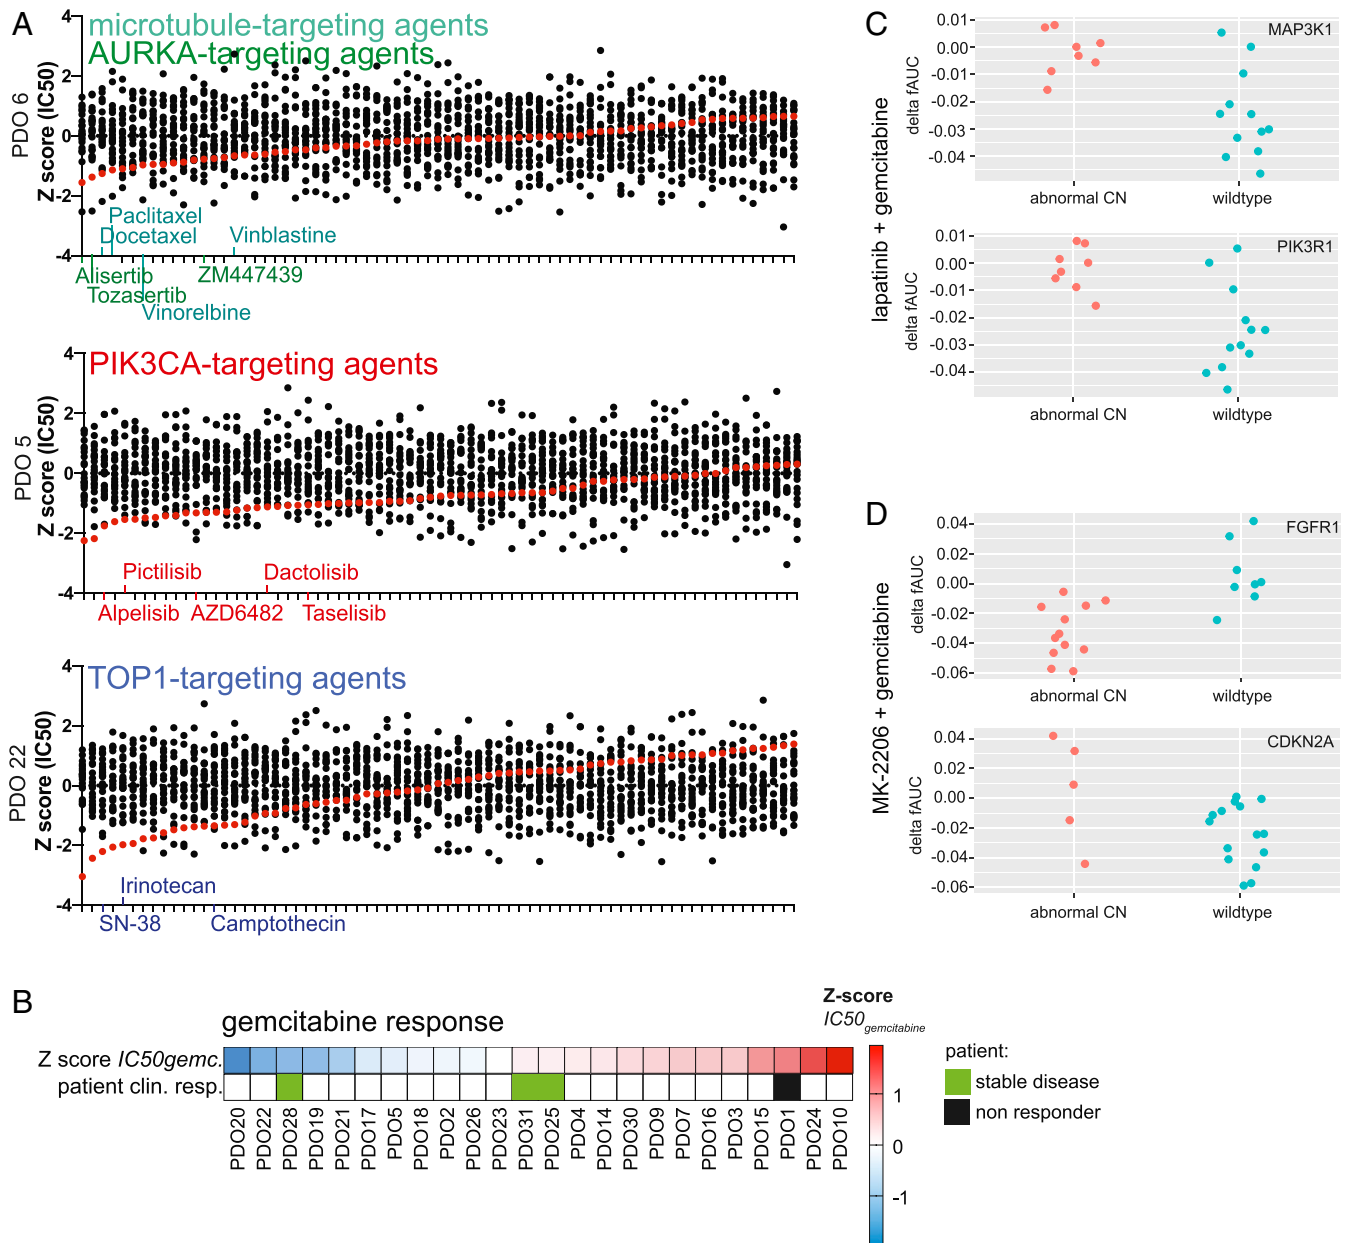 A
microtubule-targeting agents
AURKA-targeting agents
PDO 6
Z score (IC50)
4
2
0
-2
-4
Paclitaxel
Docetaxel
Vinblastine
Alisertib
ZM447439
Tozasertib
Vinorelbine
PIK3CA-targeting agents
PDO 5
Z score (IC50)
4
2
0
-2
-4
Pictilisib
Dactolisib
Alpelisib
AZD6482
Taselisib
TOP1-targeting agents
PDO 22
Z score (IC50)
4
2
0
-2
-4
Irinotecan
SN-38
Camptothecin
B
gemcitabine response
Z score IC50gemc.
patient clin. resp.
PDO20
PDO22
PDO28
PDO19
PDO21
PDO17
PDO5
PDO18
PDO2
PDO26
PDO23
PDO31
PDO25
PDO4
PDO14
PDO30
PDO9
PDO7
PDO16
PDO3
PDO15
PDO1
PDO24
PDO10
Z-score
IC50gemcitabine
1
0
-1
patient:
stable disease
non responder
C
lapatinib + gemcitabine
MAP3K1
delta fAUC
0.01
0.00
-0.01
-0.02
-0.03
-0.04
abnormal CN
wildtype
PIK3R1
delta fAUC
0.01
0.00
-0.01
-0.02
-0.03
-0.04
abnormal CN
wildtype
D
MK-2206 + gemcitabine
FGFR1
delta fAUC
0.04
0.02
0.00
-0.02
-0.04
-0.06
abnormal CN
wildtype
CDKN2A
delta fAUC
0.04
0.02
0.00
-0.02
-0.04
-0.06
abnormal CN
wildtype